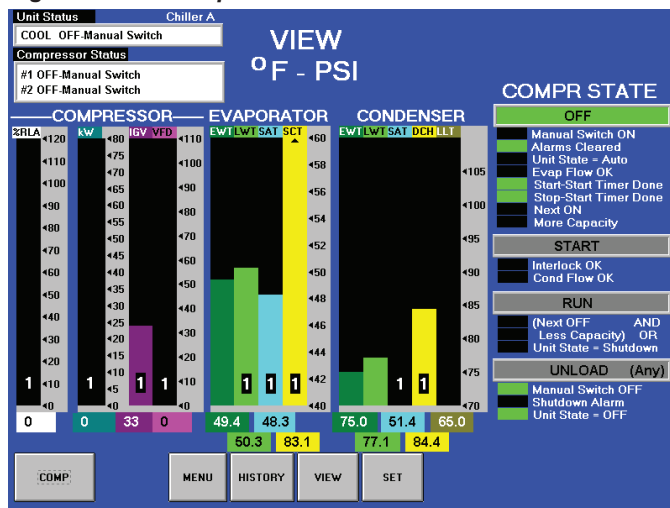 Unit Status Chiller A
COOL OFF-Manual Switch
Compressor Status
#1 OFF-Manual Switch
#2 OFF-Manual Switch
VIEW
ºF - PSI
COMPRESSOR
%RLA kW IGV VFD
120
110
100
90
80
70
60
50
40
30
20
10
0
80
75
70
65
60
55
50
45
40
35
30
25
20
15
10
5
0
110
100
90
80
70
60
50
40
30
20
10
0
1 1 1 1
0 0 33 0
EVAPORATOR
EWT LWT SAT SCT
60
58
56
54
52
50
48
46
44
42
40
1 1 1
49.4 48.3
50.3 83.1
CONDENSER
EWT LWT SAT DCH LLT
105
100
95
90
85
80
75
70
1 1
75.0 51.4 65.0
77.1 84.4
COMPR STATE
OFF
Manual Switch ON
Alarms Cleared
Unit State = Auto
Evap Flow OK
Start-Start Timer Done
Stop-Start Timer Done
Next ON
More Capacity
START
Interlock OK
Cond Flow OK
RUN
(Next OFF AND
Less Capacity) OR
Unit State = Shutdown
UNLOAD (Any)
Manual Switch OFF
Shutdown Alarm
Unit State = OFF
COMP MENU HISTORY VIEW SET